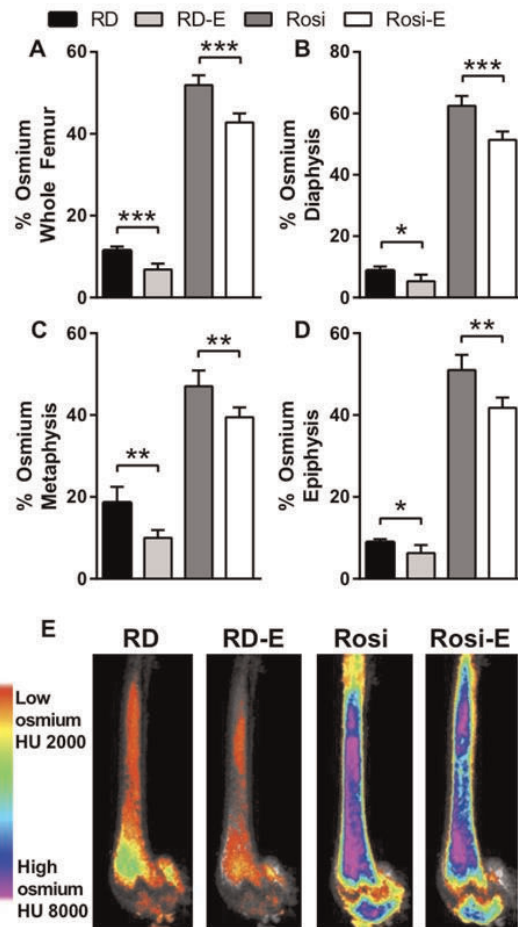 RD RD-E Rosi Rosi-E
A
% Osmium
Whole Femur
60
40
20
0
***
***
B
% Osmium
Diaphysis
80
60
40
20
0
*
***
C
% Osmium
Metaphysis
60
40
20
0
**
**
D
% Osmium
Epiphysis
60
40
20
0
*
**
E
RD RD-E Rosi Rosi-E
Low
osmium
HU 2000
High
osmium
HU 8000